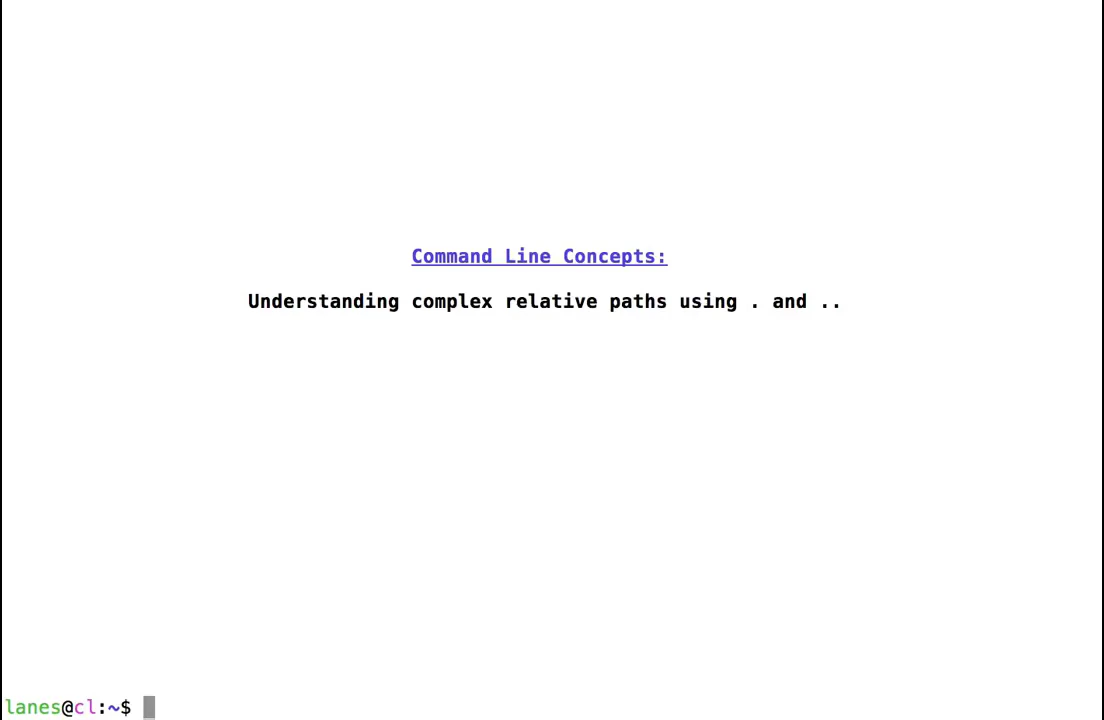 Command Line Concepts:
Understanding complex relative paths using . and ..
lanes@cl:~$